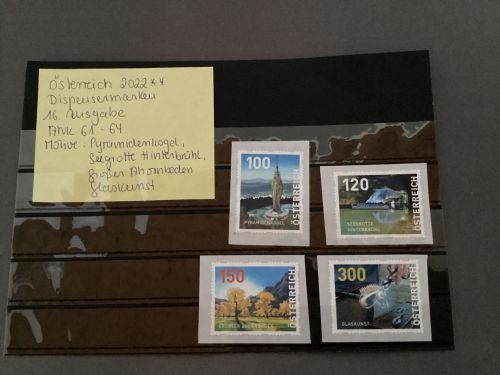 Österreich 2022 **
Dispensermarken
16. Ausgabe
ANK 61 - 64
Motive: Pyramidenkogel,
Seegrotte Hinterbrühl,
Großer Ahornboden
Glaskunst
100
PYRAMIDENKOGEL
ÖSTERREICH
120
SEEGROTTE
HINTERBRÜHL
ÖSTERREICH
150
GROSSER AHORNBODEN
ÖSTERREICH
300
GLASKUNST
ÖSTERREICH